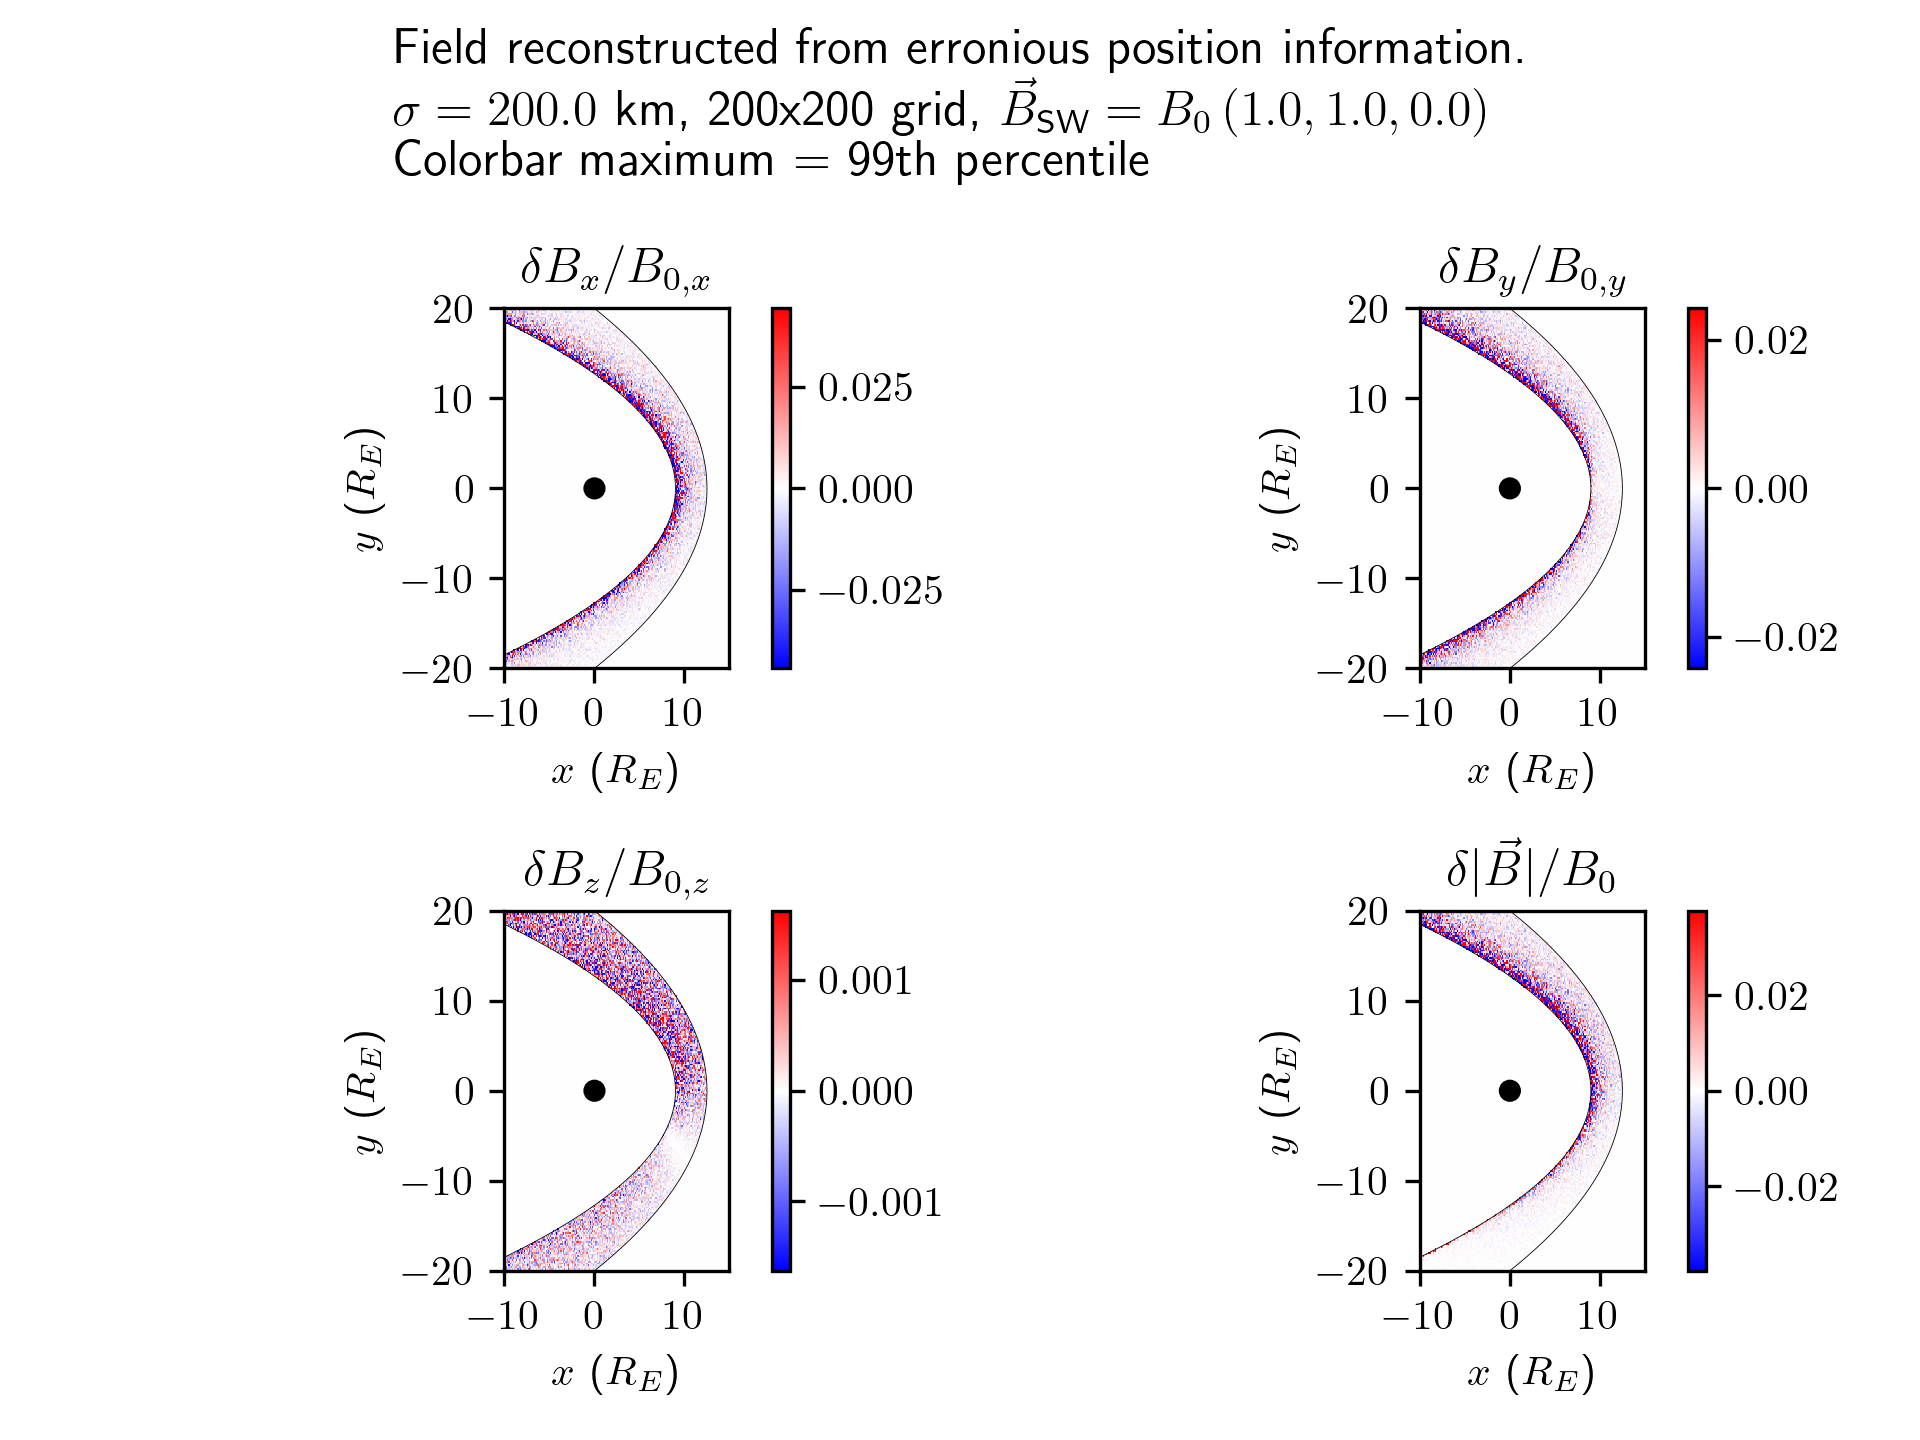 Field reconstructed from erronious position information.
σ = 200.0 km, 200x200 grid, B⃗_SW = B₀ (1.0, 1.0, 0.0)
Colorbar maximum = 99th percentile
δBₓ/B₀,ₓ
20
10
0
−10
−20
y (R_E)
−10 0 10
x (R_E)
0.025
0.000
−0.025
δB_y/B_0,y
20
10
0
−10
−20
y (R_E)
−10 0 10
x (R_E)
0.02
0.00
−0.02
δB_z/B_0,z
20
10
0
−10
−20
y (R_E)
−10 0 10
x (R_E)
0.001
0.000
−0.001
δ|B⃗|/B₀
20
10
0
−10
−20
y (R_E)
−10 0 10
x (R_E)
0.02
0.00
−0.02